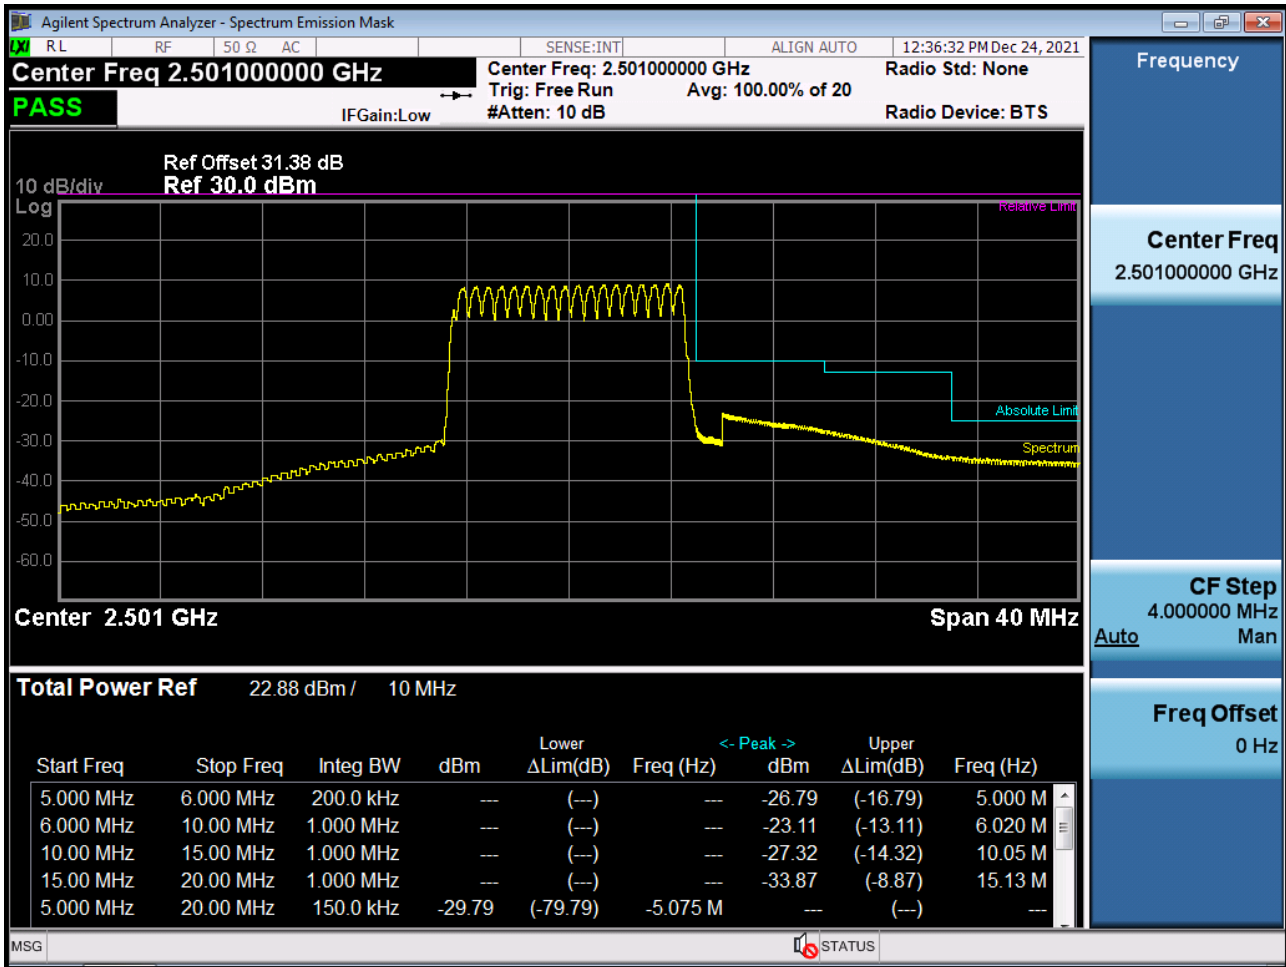 Agilent Spectrum Analyzer - Spectrum Emission Mask
LXI RL RF 50 Ω AC SENSE:INT ALIGN AUTO 12:36:32 PM Dec 24, 2021
Center Freq 2.501000000 GHz
Center Freq: 2.501000000 GHz Radio Std: None
Trig: Free Run Avg: 100.00% of 20
PASS
IFGain:Low #Atten: 10 dB Radio Device: BTS
Ref Offset 31.38 dB
10 dB/div Ref 30.0 dBm
Log
Relative Limit
20.0
10.0
0.00
-10.0
-20.0
Absolute Limit
-30.0
Spectrum
-40.0
-50.0
-60.0
Center 2.501 GHz Span 40 MHz
Total Power Ref 22.88 dBm / 10 MHz
Lower <- Peak -> Upper
Start Freq Stop Freq Integ BW dBm ΔLim(dB) Freq (Hz) dBm ΔLim(dB) Freq (Hz)
5.000 MHz 6.000 MHz 200.0 kHz --- (---) --- -26.79 (-16.79) 5.000 M
6.000 MHz 10.00 MHz 1.000 MHz --- (---) --- -23.11 (-13.11) 6.020 M
10.00 MHz 15.00 MHz 1.000 MHz --- (---) --- -27.32 (-14.32) 10.05 M
15.00 MHz 20.00 MHz 1.000 MHz --- (---) --- -33.87 (-8.87) 15.13 M
5.000 MHz 20.00 MHz 150.0 kHz -29.79 (-79.79) -5.075 M --- (---) ---
MSG STATUS
Frequency
Center Freq
2.501000000 GHz
CF Step
4.000000 MHz
Auto Man
Freq Offset
0 Hz